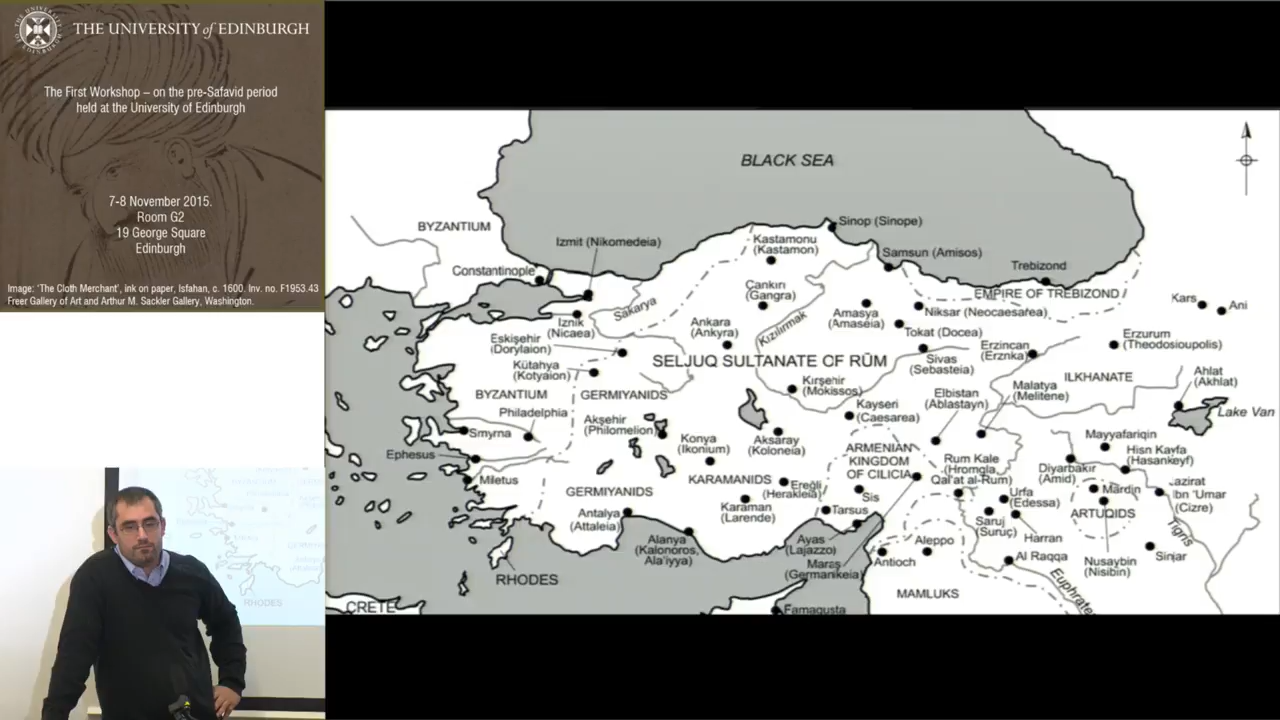 THE UNIVERSITY of EDINBURGH
The First Workshop – on the pre-Safavid period
held at the University of Edinburgh
7-8 November 2015.
Room G2
19 George Square
Edinburgh
Image: ‘The Cloth Merchant’, ink on paper, Isfahan, c. 1600. Inv. no. F1953.43
Freer Gallery of Art and Arthur M. Sackler Gallery, Washington.
BLACK SEA
BYZANTIUM
Sinop (Sinope)
Izmit (Nikomedeia)
Kastamonu
(Kastamon)
Samsun (Amisos)
Constantinople
Trebizond
Çankırı
(Gangra)
EMPIRE OF TREBIZOND
Kars
Ani
Sakarya
Iznik
(Nicaea)
Ankara
(Ankyra)
Kızılırmak
Amasya
(Amaseia)
Niksar (Neocaesarea)
Tokat (Docea)
Erzurum
(Theodosioupolis)
Eskişehir
(Dorylaion)
SELJUQ SULTANATE OF RŪM
Sivas
(Sebasteia)
Erzincan
(Erznka)
Kütahya
(Kotyaion)
Kırşehir
(Mokissos)
ILKHANATE
Ahlat
(Akhlat)
BYZANTIUM
GERMIYANIDS
Elbistan
(Ablastayn)
Malatya
(Melitene)
Lake Van
Philadelphia
Akşehir
(Philomelion)
Kayseri
(Caesarea)
Smyrna
Konya
(Ikonium)
Aksaray
(Koloneia)
Mayyafariqin
Ephesus
ARMENIAN
KINGDOM
OF CILICIA
Rum Kale
(Hromgla,
Qal'at al-Rum)
Diyarbakır
(Amid)
Hisn Kayfa
(Hasankeyf)
Miletus
KARAMANIDS
Ereğli
(Herakleia)
Sis
Urfa
(Edessa)
Mardin
Jazirat
ibn 'Umar
(Cizre)
GERMIYANIDS
Karaman
(Larende)
Tarsus
ARTUQIDS
Antalya
(Attaleia)
Saruj
(Suruç)
Harran
Tigris
Alanya
(Kalonoros,
Ala'iyya)
Ayas
(Lajazzo)
Aleppo
Al Raqqa
Nusaybin
(Nisibin)
Sinjar
RHODES
Maraş
(Germanikeia)
Antioch
Euphrates
MAMLUKS
CRETE
Famagusta
RHODES